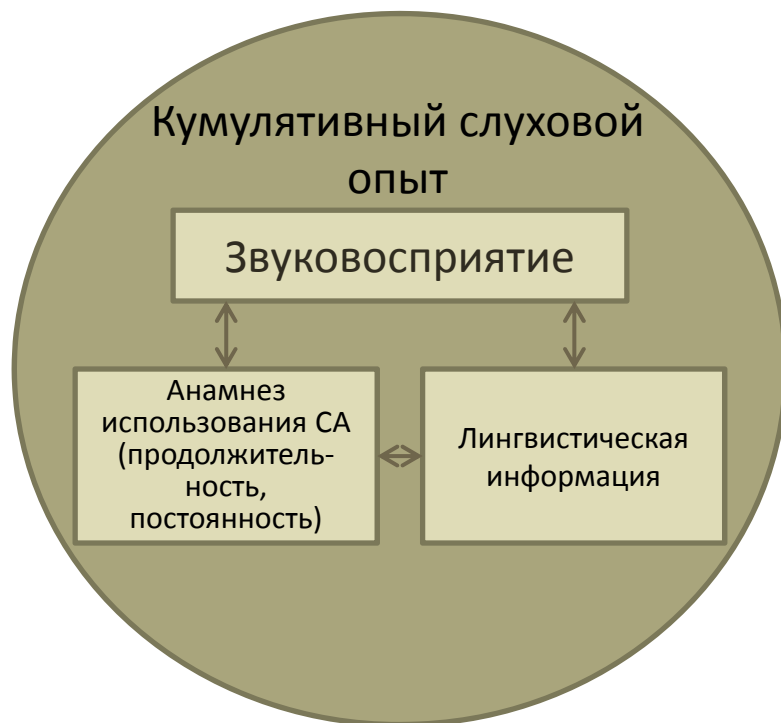 Кумулятивный слуховой
опыт
Звуковосприятие
Анамнез
использования СА
(продолжитель-
ность,
постоянность)
Лингвистическая
информация